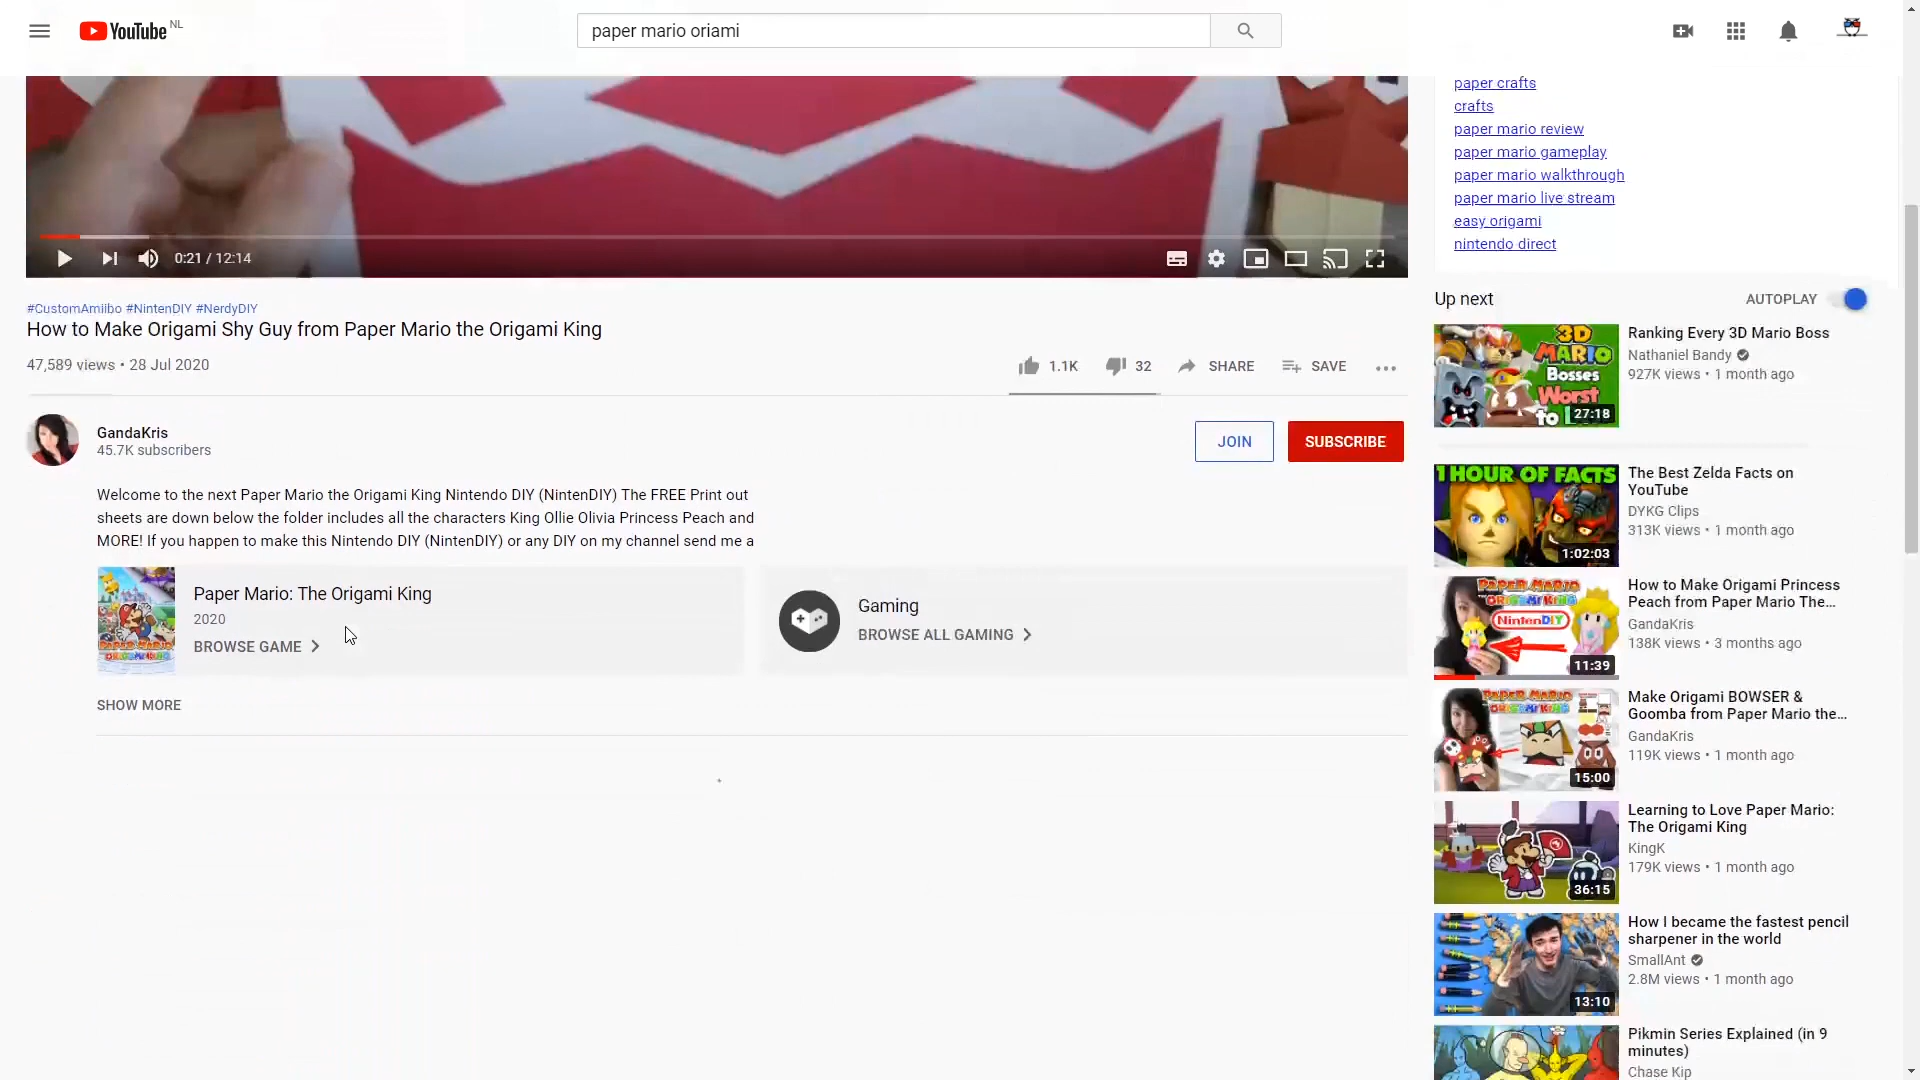 YouTube NL
paper mario oriami
paper crafts
crafts
paper mario review
paper mario gameplay
paper mario walkthrough
paper mario live stream
easy origami
nintendo direct
0:21 / 12:14
#CustomAmiibo #NintenDIY #NerdyDIY
How to Make Origami Shy Guy from Paper Mario the Origami King
47,589 views • 28 Jul 2020
1.1K
32
SHARE
SAVE
GandaKris
45.7K subscribers
JOIN
SUBSCRIBE
Welcome to the next Paper Mario the Origami King Nintendo DIY (NintenDIY) The FREE Print out
sheets are down below the folder includes all the characters King Ollie Olivia Princess Peach and
MORE! If you happen to make this Nintendo DIY (NintenDIY) or any DIY on my channel send me a
Paper Mario: The Origami King
2020
BROWSE GAME
Gaming
BROWSE ALL GAMING
SHOW MORE
Up next
AUTOPLAY
3D
MARIO
Bosses
Worst
to
27:18
Ranking Every 3D Mario Boss
Nathaniel Bandy
927K views • 1 month ago
1 HOUR OF FACTS
1:02:03
The Best Zelda Facts on
YouTube
DYKG Clips
313K views • 1 month ago
PAPER MARIO
ORIGAMI KING
NintenDIY
11:39
How to Make Origami Princess
Peach from Paper Mario The...
GandaKris
138K views • 3 months ago
PAPER MARIO
ORIGAMI KING
15:00
Make Origami BOWSER &
Goomba from Paper Mario the...
GandaKris
119K views • 1 month ago
36:15
Learning to Love Paper Mario:
The Origami King
KingK
179K views • 1 month ago
13:10
How I became the fastest pencil
sharpener in the world
SmallAnt
2.8M views • 1 month ago
Pikmin Series Explained (in 9
minutes)
Chase Kip